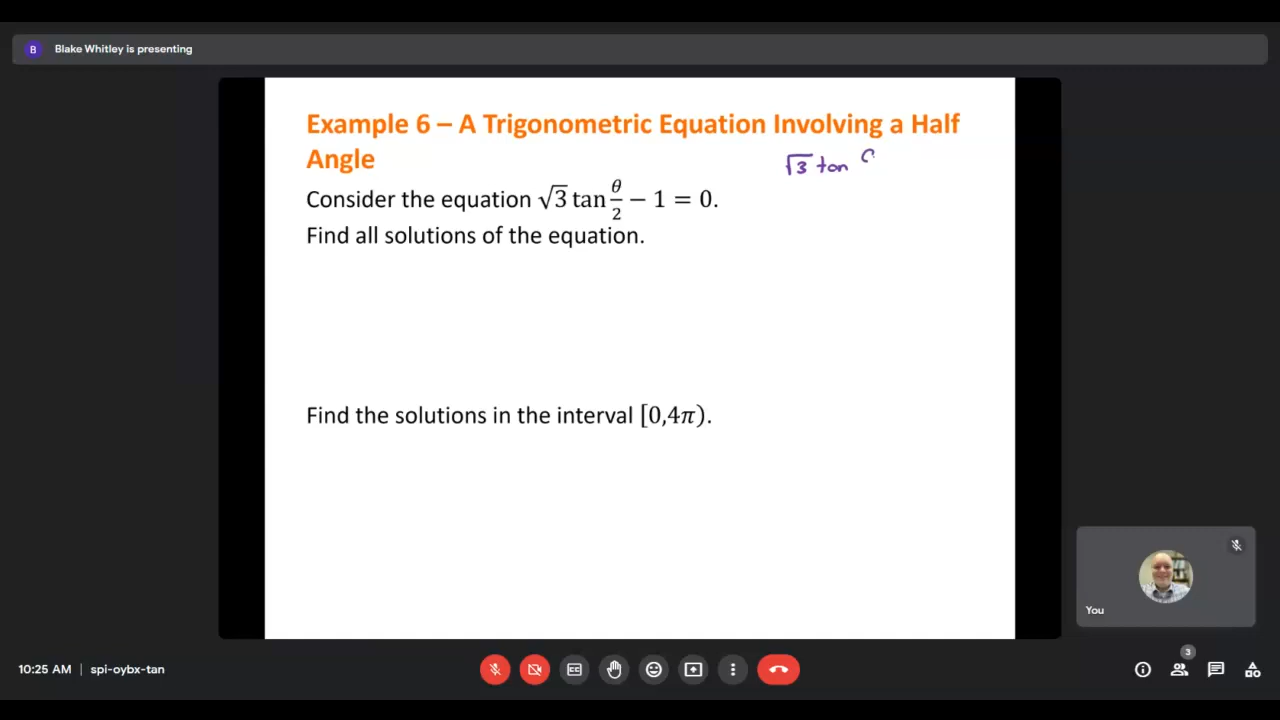 B Blake Whitley is presenting
Example 6 – A Trigonometric Equation Involving a Half
Angle
√3 tan
Consider the equation √3 tan θ/2 − 1 = 0.
Find all solutions of the equation.
Find the solutions in the interval [0,4π).
You
10:25 AM spi-oybx-tan
CC
3